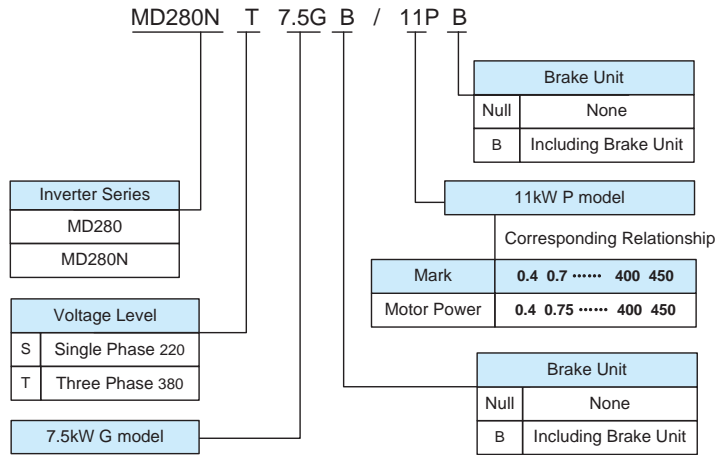 MD280N T 7.5G B / 11P B
Brake Unit
Null None
B Including Brake Unit
Inverter Series
MD280
MD280N
11kW P model
Corresponding Relationship
Mark 0.4 0.7 ······ 400 450
Motor Power 0.4 0.75 ······ 400 450
Voltage Level
S Single Phase 220
T Three Phase 380
Brake Unit
Null None
B Including Brake Unit
7.5kW G model